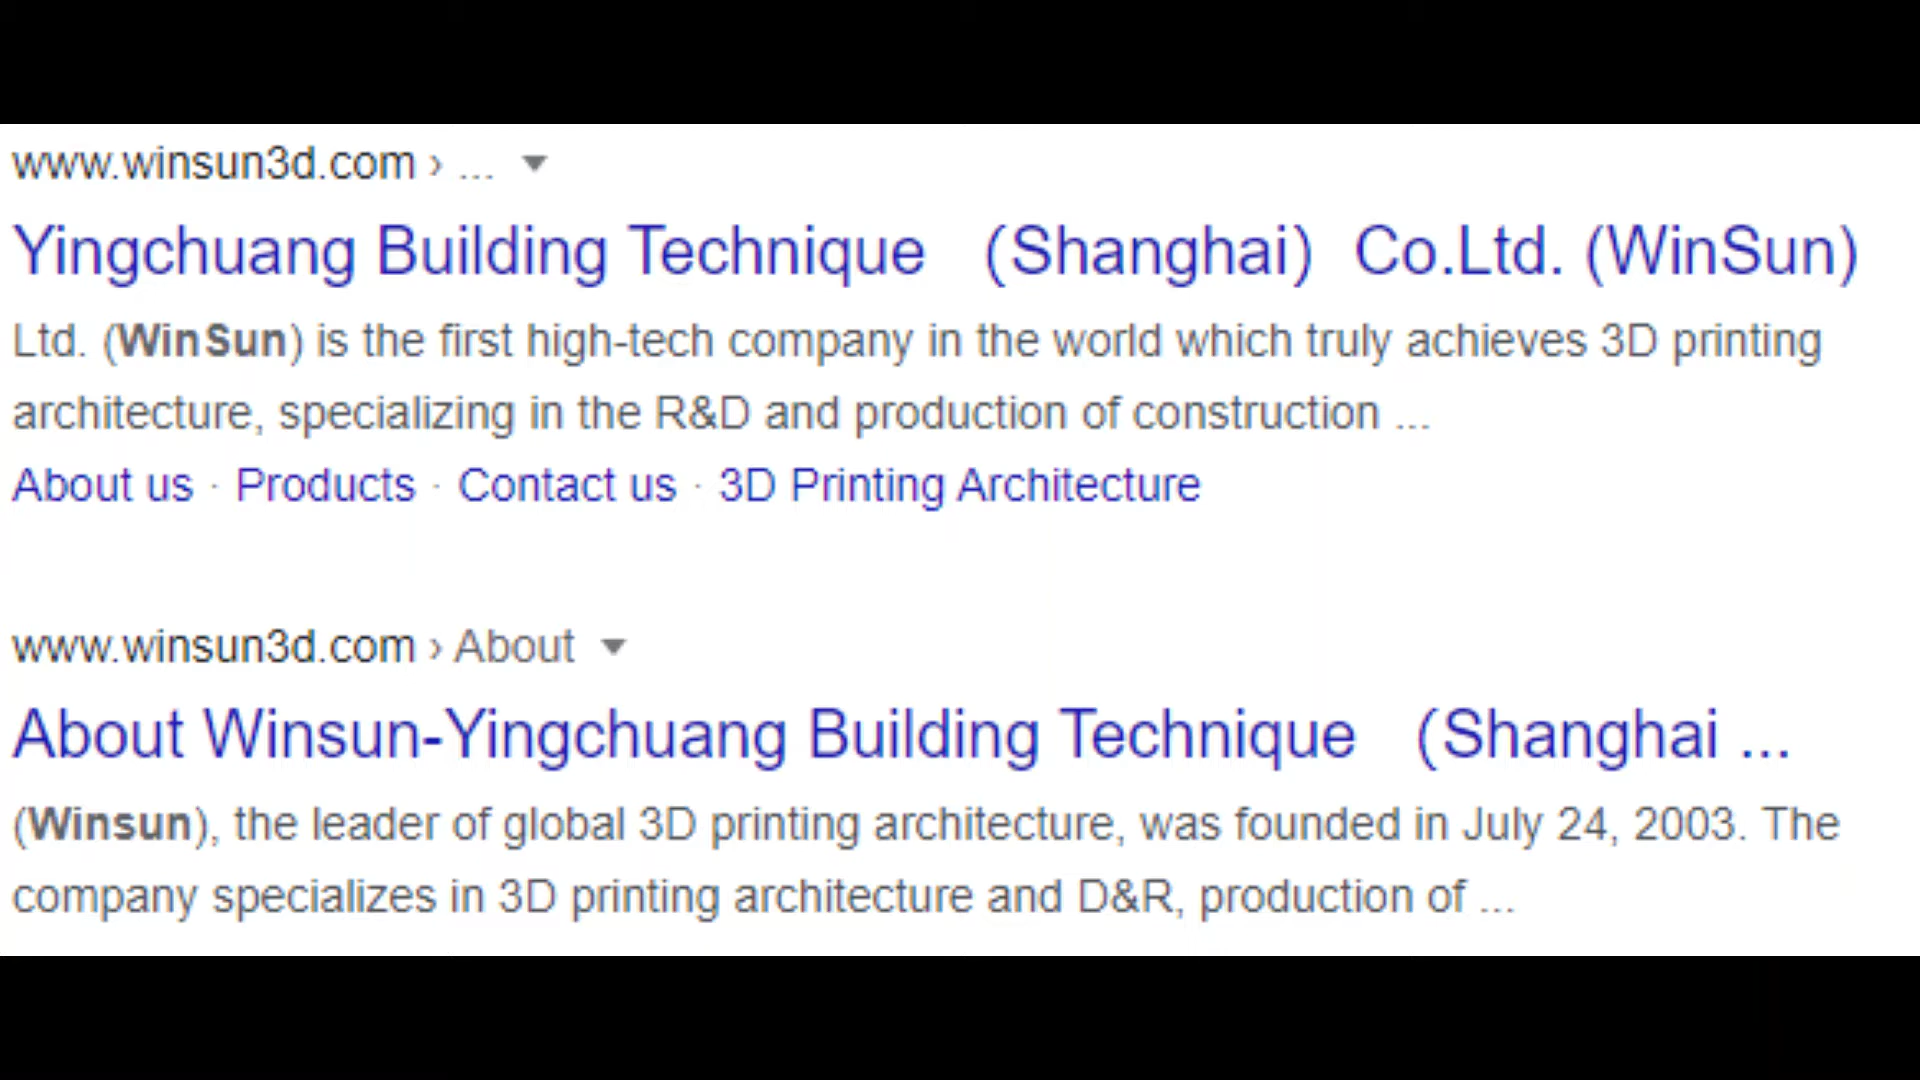 www.winsun3d.com › ...
Yingchuang Building Technique （Shanghai） Co.Ltd. (WinSun)
Ltd. (WinSun) is the first high-tech company in the world which truly achieves 3D printing
architecture, specializing in the R&D and production of construction ...
About us · Products · Contact us · 3D Printing Architecture
www.winsun3d.com › About
About Winsun-Yingchuang Building Technique （Shanghai ...
(Winsun), the leader of global 3D printing architecture, was founded in July 24, 2003. The
company specializes in 3D printing architecture and D&R, production of ...